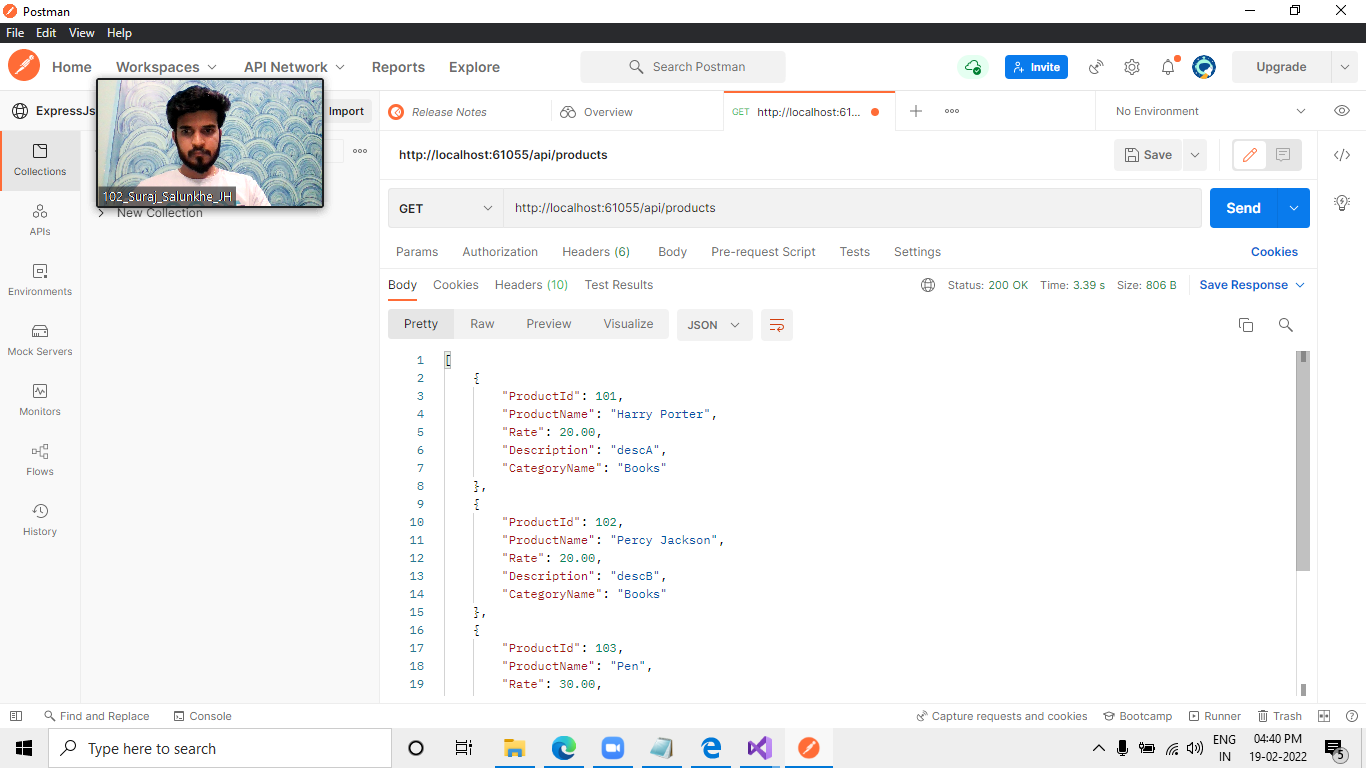 Postman
File Edit View Help
Home Workspaces API Network Reports Explore Search Postman Invite Upgrade
ExpressJs Import Release Notes Overview GET http://localhost:61... No Environment
http://localhost:61055/api/products Save
102_Suraj_Salunkhe_JH
New Collection
GET http://localhost:61055/api/products Send
Params Authorization Headers (6) Body Pre-request Script Tests Settings Cookies
Body Cookies Headers (10) Test Results Status: 200 OK Time: 3.39 s Size: 806 B Save Response
Pretty Raw Preview Visualize JSON
Collections
APIs
Environments
Mock Servers
Monitors
Flows
History
1 [
2 {
3 "ProductId": 101,
4 "ProductName": "Harry Porter",
5 "Rate": 20.00,
6 "Description": "descA",
7 "CategoryName": "Books"
8 },
9 {
10 "ProductId": 102,
11 "ProductName": "Percy Jackson",
12 "Rate": 20.00,
13 "Description": "descB",
14 "CategoryName": "Books"
15 },
16 {
17 "ProductId": 103,
18 "ProductName": "Pen",
19 "Rate": 30.00,
Find and Replace Console Capture requests and cookies Bootcamp Runner Trash
Type here to search ENG 04:40 PM
IN 19-02-2022 5